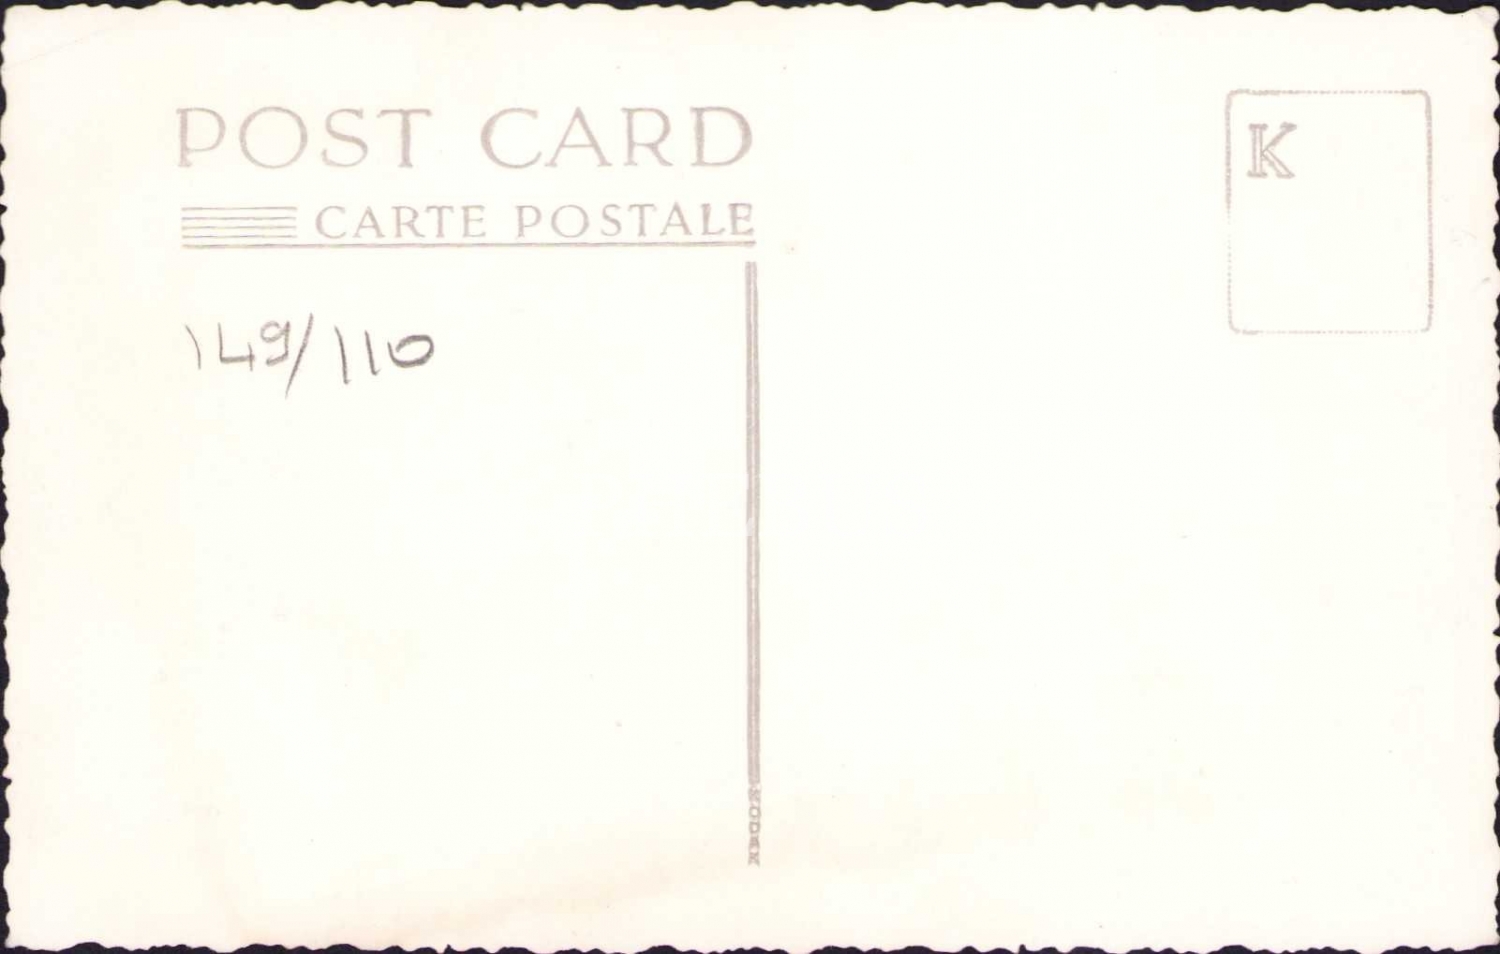 POST CARD
CARTE POSTALE
K
149/110
KODAK